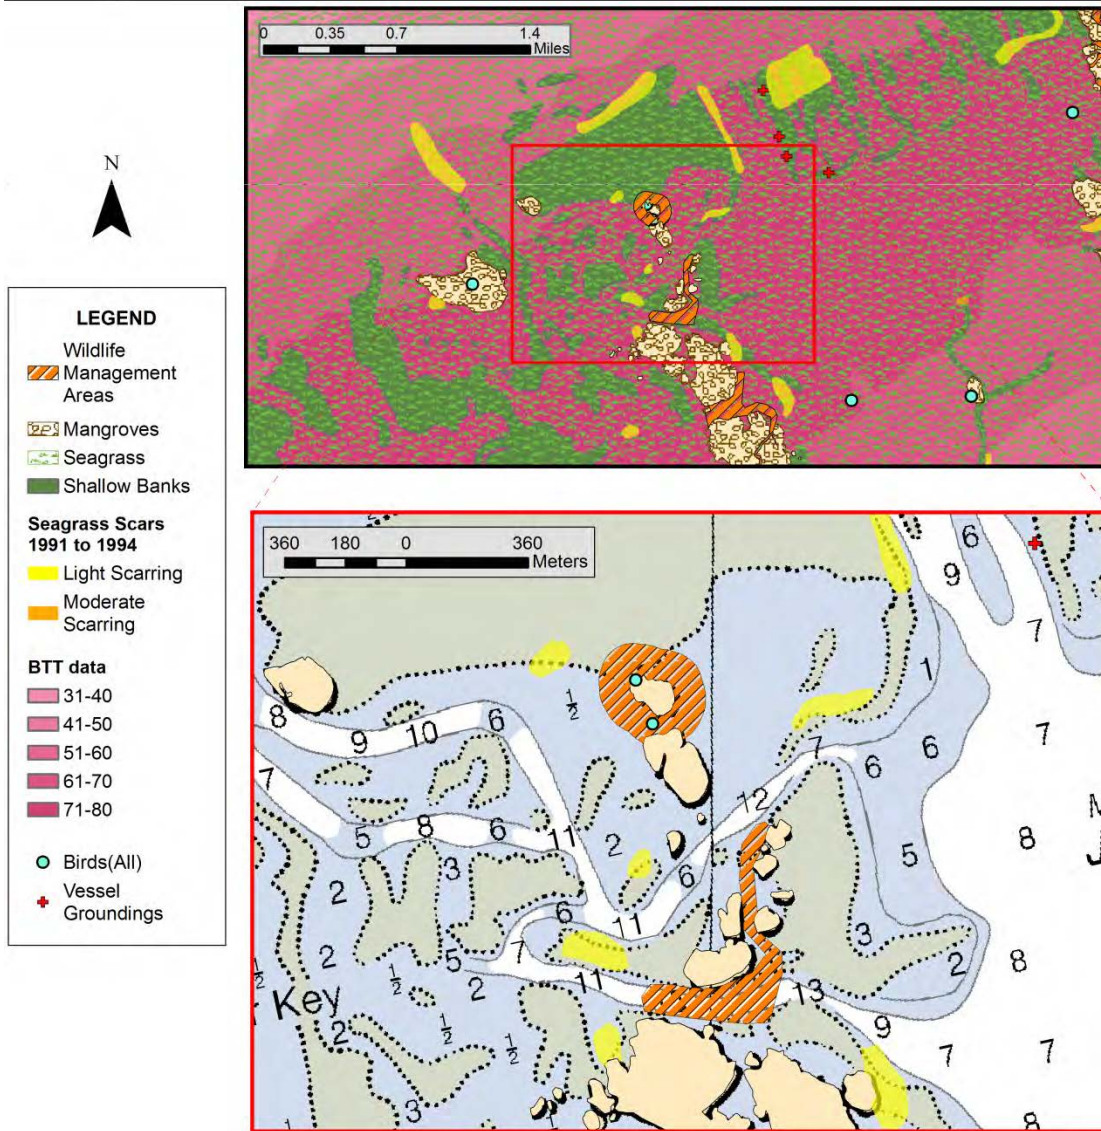 0 0.35 0.7 1.4
Miles
N
LEGEND
Wildlife
Management
Areas
Mangroves
Seagrass
Shallow Banks
Seagrass Scars
1991 to 1994
Light Scarring
Moderate
Scarring
BTT data
31-40
41-50
51-60
61-70
71-80
Birds(All)
Vessel
Groundings
360 180 0 360
Meters
6
9
7
1
½
8 9 10 6
7
7 6 6
7
12
5 8 6 11 2
8
M
J
5
3
2
6
6 11
7
3
2 5
2 8
½ ½ 2 11 13
Key
9
2 ½ ½
7 7
3
8